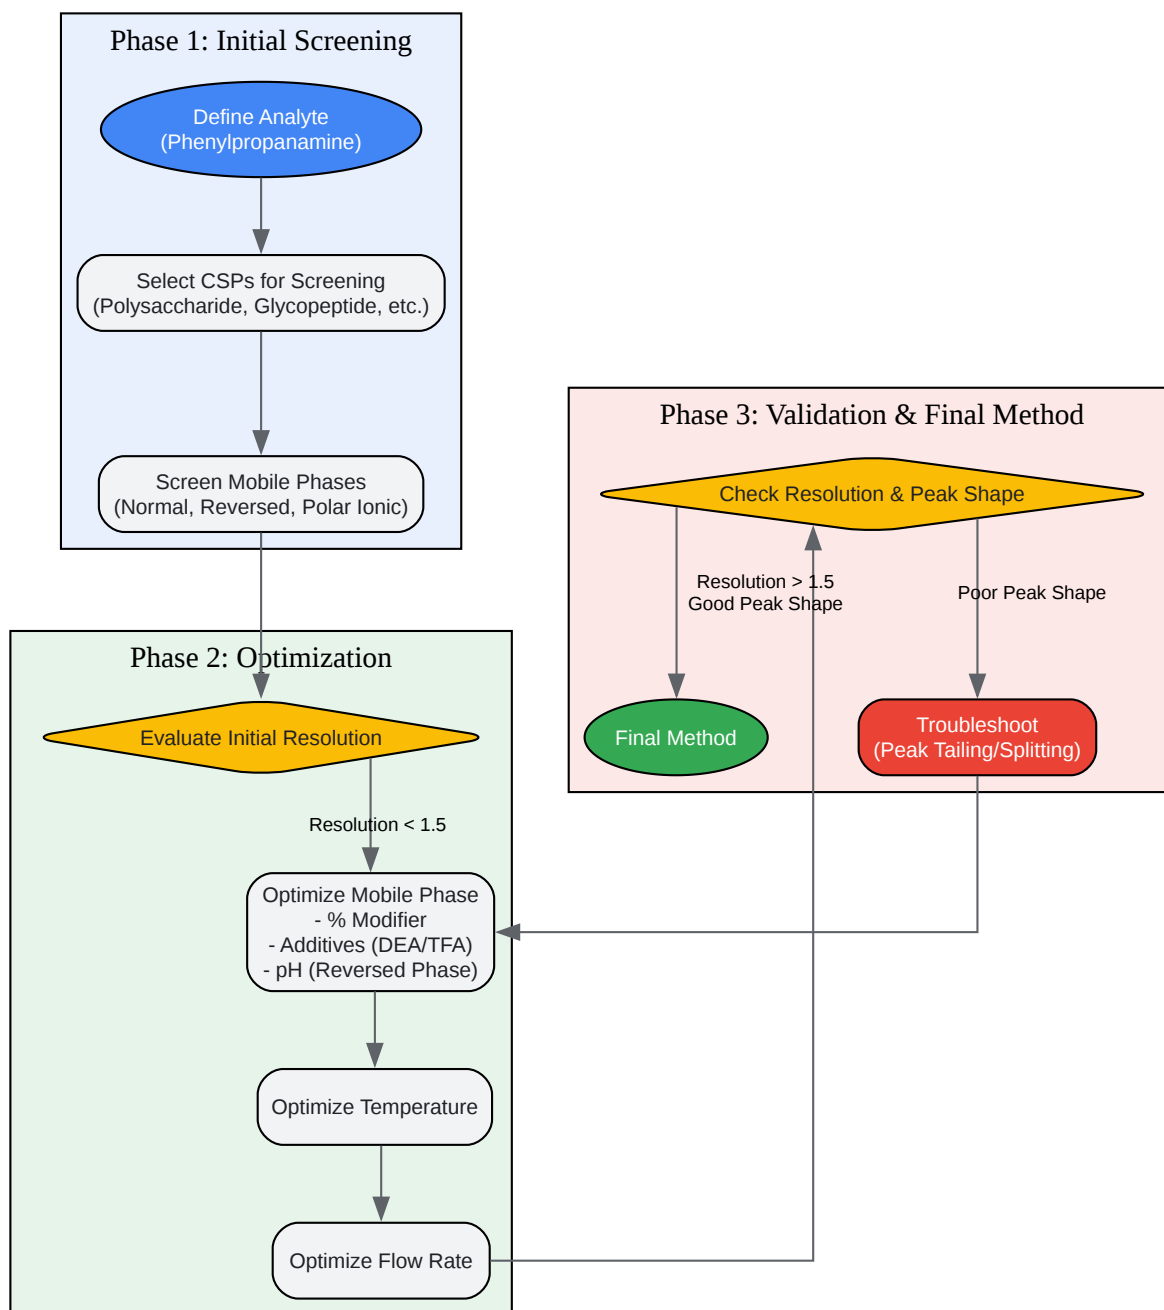 Phase 1: Initial Screening
Define Analyte
(Phenylpropanamine)
Select CSPs for Screening
(Polysaccharide, Glycopeptide, etc.)
Screen Mobile Phases
(Normal, Reversed, Polar Ionic)
Phase 2: Optimization
Evaluate Initial Resolution
Resolution < 1.5
Optimize Mobile Phase
- % Modifier
- Additives (DEA/TFA)
- pH (Reversed Phase)
Optimize Temperature
Optimize Flow Rate
Phase 3: Validation & Final Method
Check Resolution & Peak Shape
Resolution > 1.5
Good Peak Shape
Poor Peak Shape
Final Method
Troubleshoot
(Peak Tailing/Splitting)